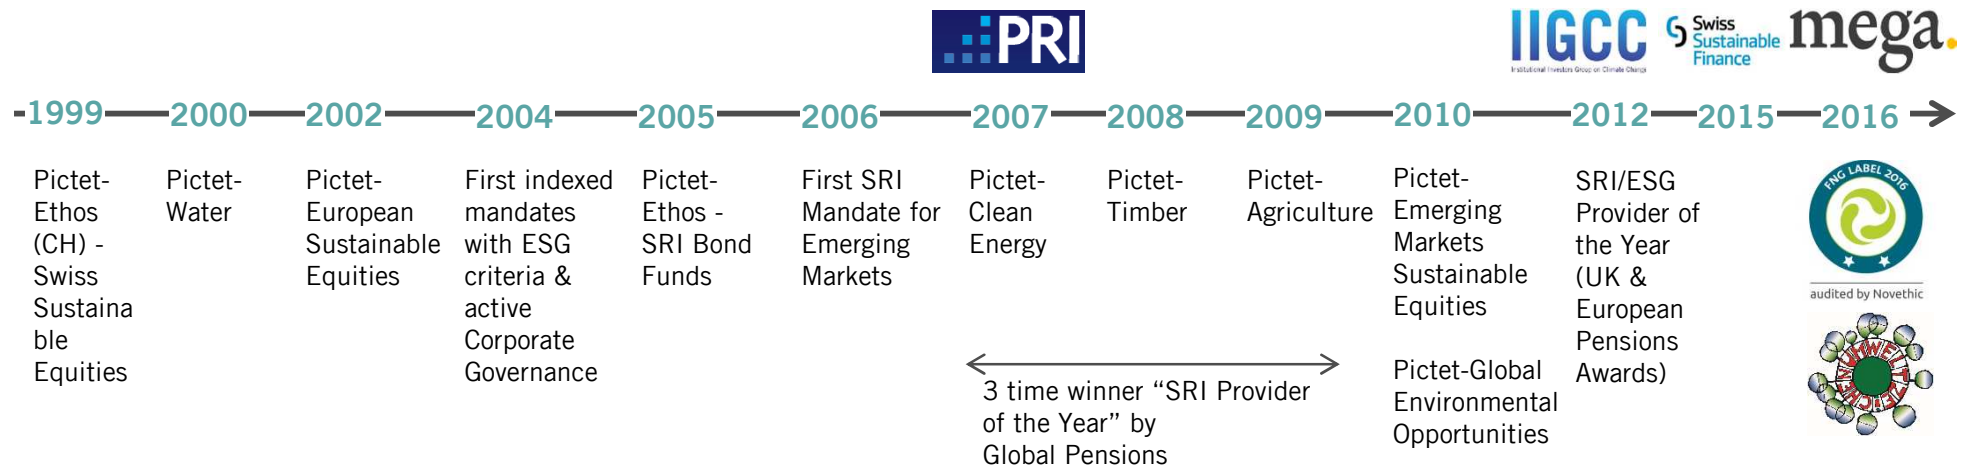 PRI
IIGCC
Institutional Investors Group on Climate Change
Swiss
Sustainable
Finance
mega.
1999
2000
2002
2004
2005
2006
2007
2008
2009
2010
2012
2015
2016
Pictet-
Ethos
(CH) -
Swiss
Sustaina
ble
Equities
Pictet-
Water
Pictet-
European
Sustainable
Equities
First indexed
mandates
with ESG
criteria &
active
Corporate
Governance
Pictet-
Ethos -
SRI Bond
Funds
First SRI
Mandate for
Emerging
Markets
Pictet-
Clean
Energy
Pictet-
Timber
Pictet-
Agriculture
3 time winner “SRI Provider
of the Year” by
Global Pensions
Pictet-
Emerging
Markets
Sustainable
Equities
Pictet-Global
Environmental
Opportunities
SRI/ESG
Provider of
the Year
(UK &
European
Pensions
Awards)
FNG LABEL 2016
audited by Novethic
UMWELTZEICHEN